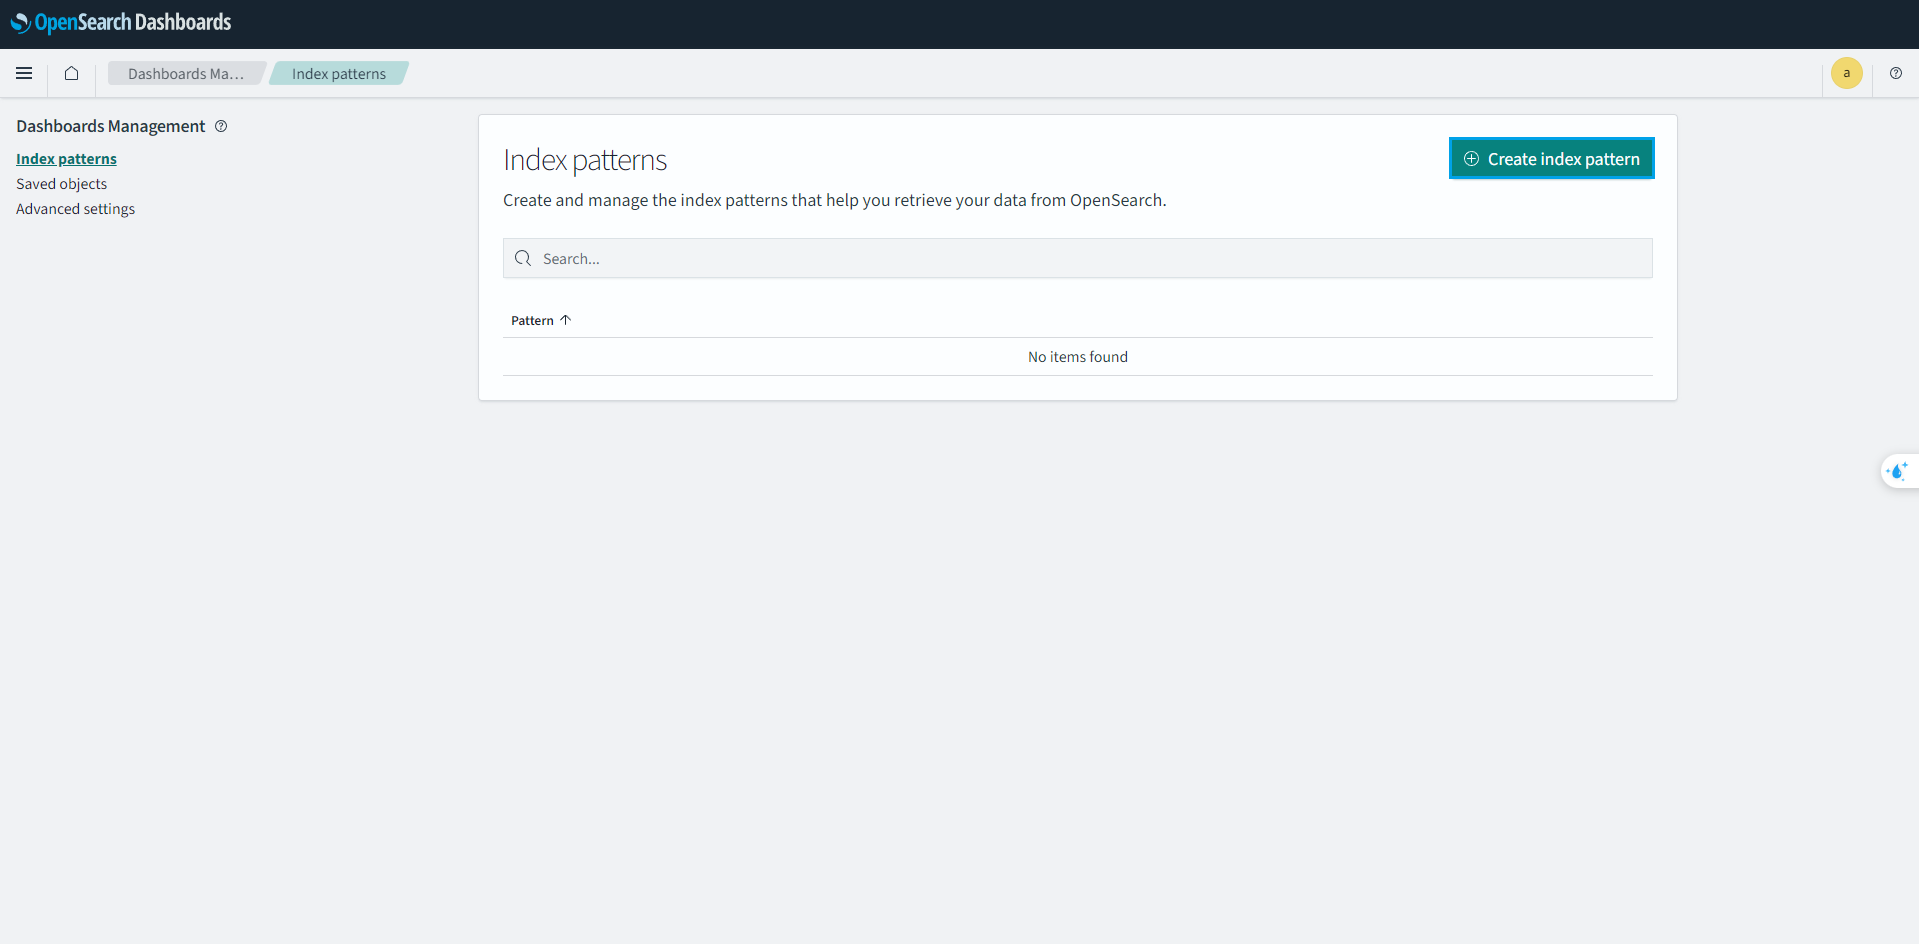 OpenSearch Dashboards
Dashboards Ma...
Index patterns
a
Dashboards Management
Index patterns
Saved objects
Advanced settings
Index patterns
Create index pattern
Create and manage the index patterns that help you retrieve your data from OpenSearch.
Search...
Pattern
No items found